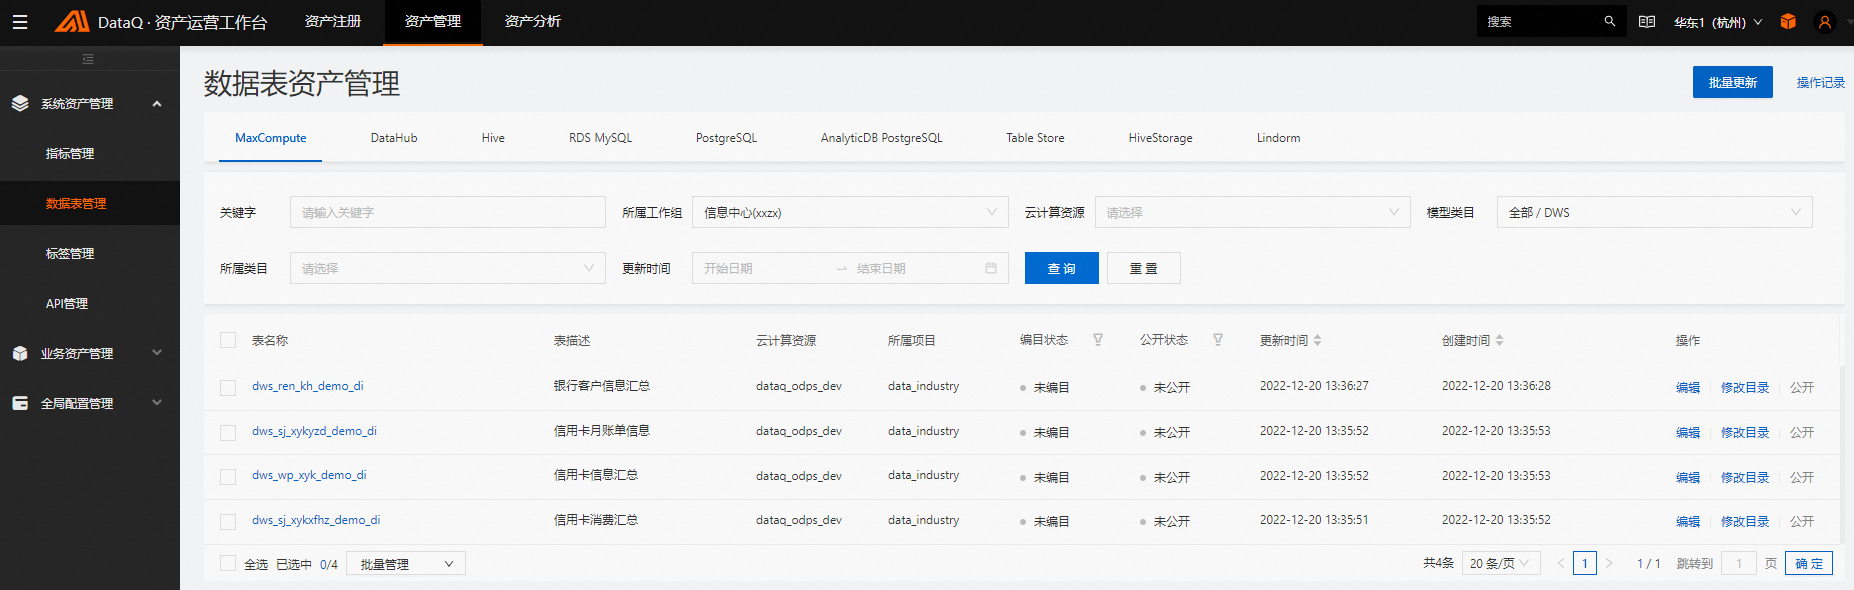 DataQ · 资产运营工作台 资产注册 资产管理 资产分析 搜索 华东1（杭州）
系统资产管理
指标管理
数据表管理
标签管理
API管理
业务资产管理
全局配置管理
数据表资产管理 批量更新 操作记录
MaxCompute DataHub Hive RDS MySQL PostgreSQL AnalyticDB PostgreSQL Table Store HiveStorage Lindorm
关键字 请输入关键字 所属工作组 信息中心(xxzx) 云计算资源 请选择 模型类目 全部 / DWS
所属类目 请选择 更新时间 开始日期 → 结束日期 查 询 重 置
表名称 表描述 云计算资源 所属项目 编目状态 公开状态 更新时间 创建时间 操作
dws_ren_kh_demo_di 银行客户信息汇总 dataq_odps_dev data_industry 未编目 未公开 2022-12-20 13:36:27 2022-12-20 13:36:28 编辑 修改目录 公开
dws_sj_xykyzd_demo_di 信用卡月账单信息 dataq_odps_dev data_industry 未编目 未公开 2022-12-20 13:35:52 2022-12-20 13:35:53 编辑 修改目录 公开
dws_wp_xyk_demo_di 信用卡信息汇总 dataq_odps_dev data_industry 未编目 未公开 2022-12-20 13:35:52 2022-12-20 13:35:53 编辑 修改目录 公开
dws_sj_xykxfhz_demo_di 信用卡消费汇总 dataq_odps_dev data_industry 未编目 未公开 2022-12-20 13:35:51 2022-12-20 13:35:52 编辑 修改目录 公开
全选 已选中 0/4 批量管理 共4条 20 条/页 < 1 > 1 / 1 跳转到 1 页 确 定